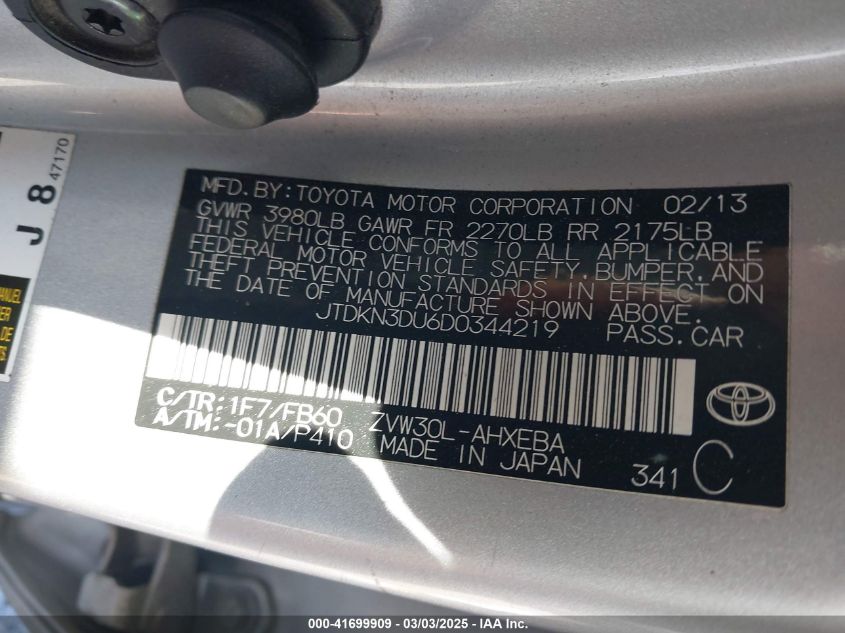 J 8 47170
MANUEL
DE
MFD. BY: TOYOTA MOTOR CORPORATION 02/13
GVWR 3980LB GAWR FR 2270LB RR 2175LB
THIS VEHICLE CONFORMS TO ALL APPLICABLE
FEDERAL MOTOR VEHICLE SAFETY, BUMPER, AND
THEFT PREVENTION STANDARDS IN EFFECT ON
THE DATE OF MANUFACTURE SHOWN ABOVE.
JTDKN3DU6D0344219 PASS.CAR
C/TR: 1F7/FB60 ZVW30L-AHXEBA
A/TM: -01A/P410 MADE IN JAPAN
341 C
000-41699909 - 03/03/2025 - IAA Inc.